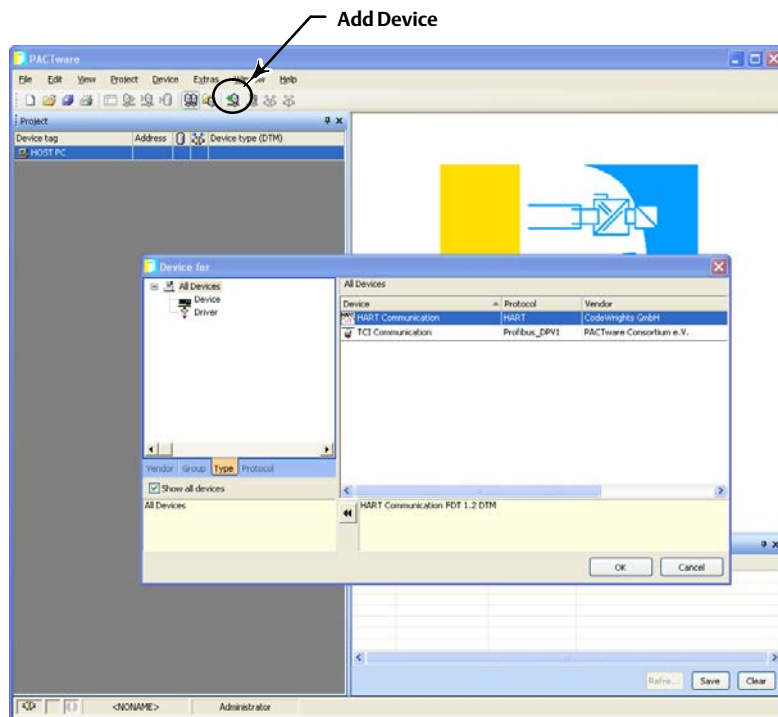 Add Device
PACTware
File Edit View Project Device Extras Help
Project
Device tag Address Device type (DTM)
HOST PC
Device for
All Devices
Device
Driver
Vendor Group Type Protocol
Show all devices
All Devices
All Devices
Device Protocol Vendor
HART Communication HART CodeWrights GmbH
TCI Communication Profibus_DPV1 PACTware Consortium e.V.
HART Communication FDT 1.2 DTM
OK Cancel
Refre... Save Clear
<NONAME> Administrator